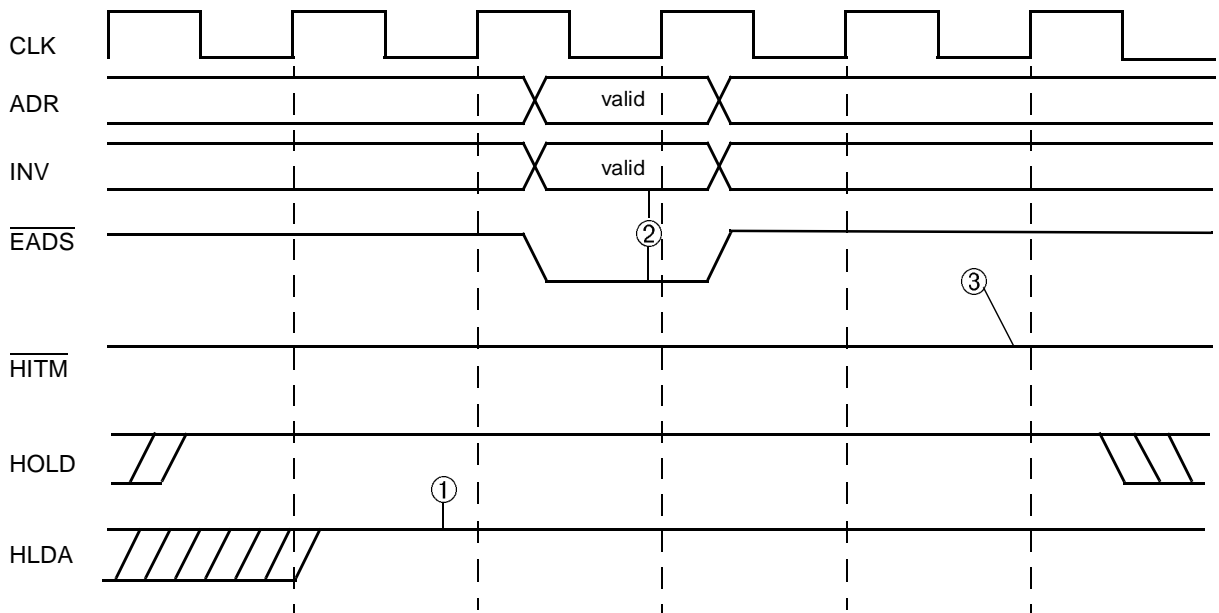 CLK
ADR valid
INV valid
EADS
②
③
HITM
HOLD
①
HLDA